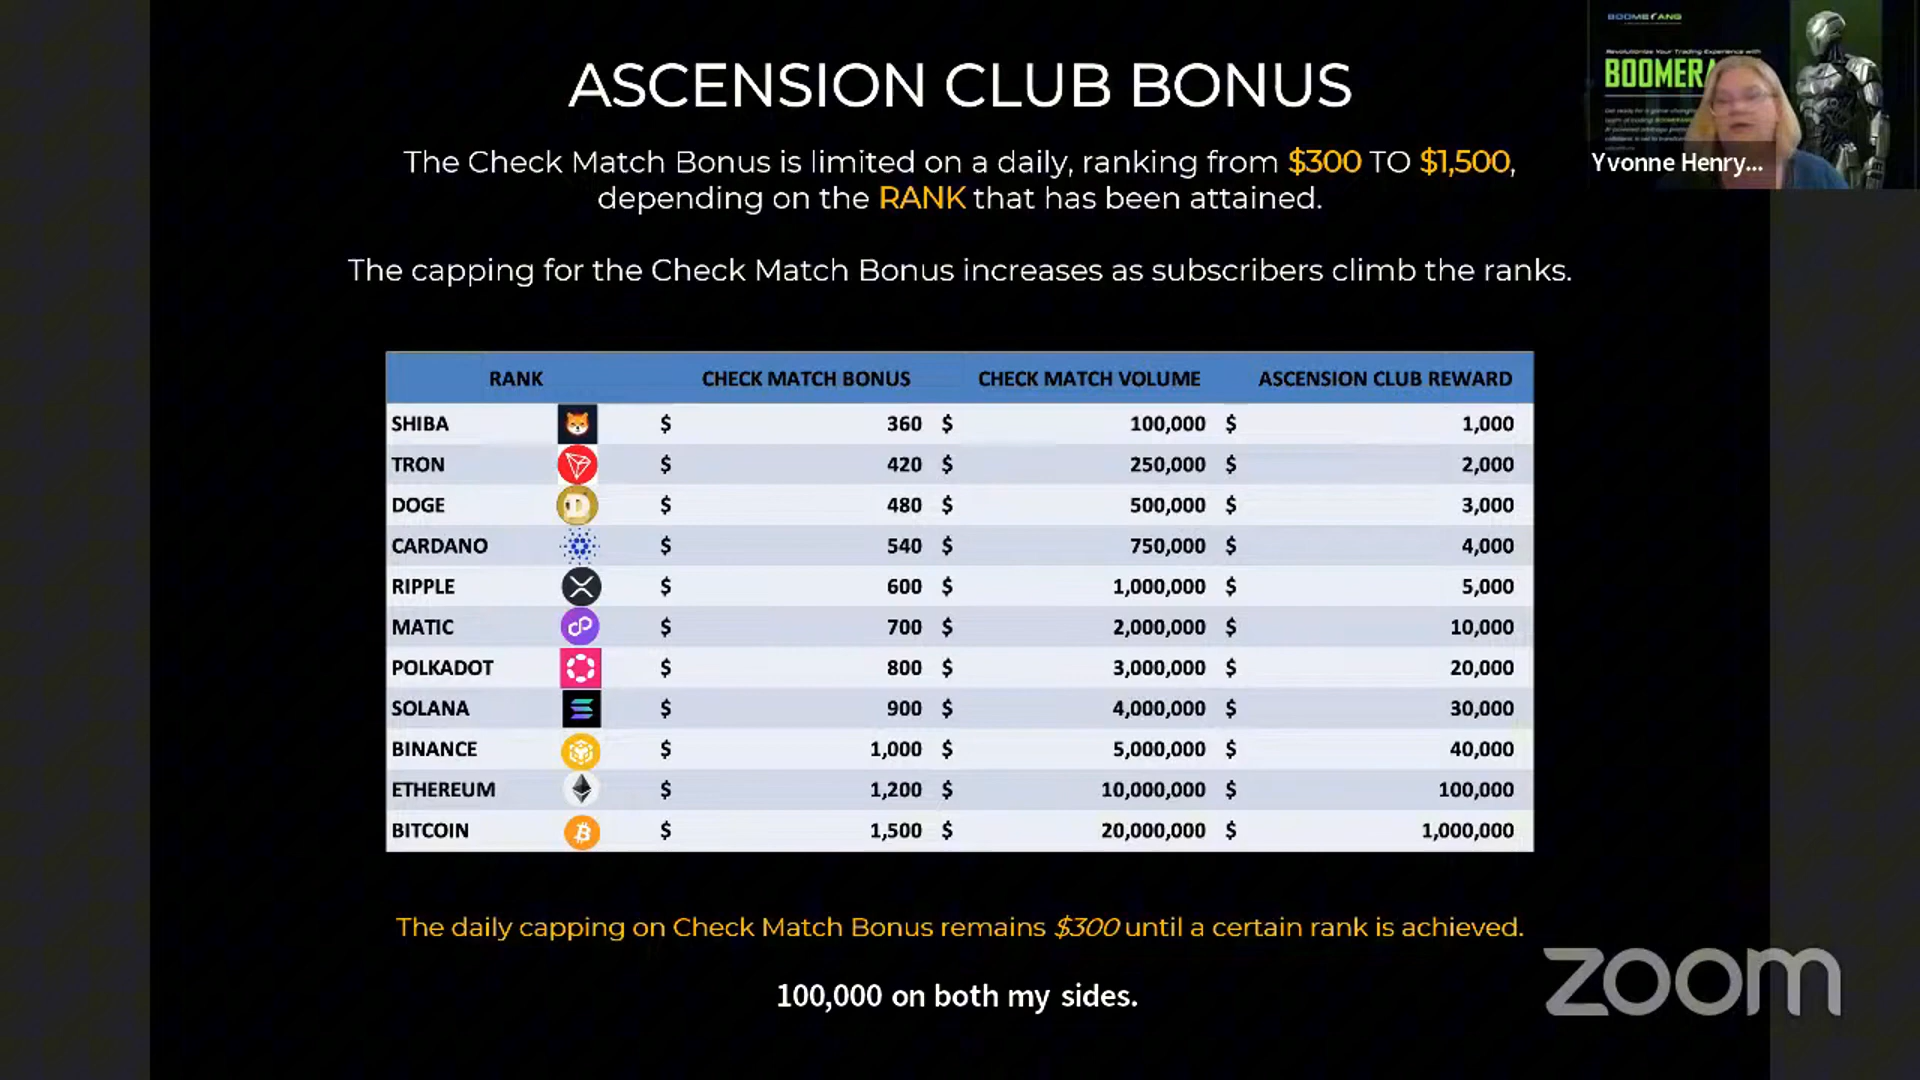 BOOMERANG
Revolutionize Your Trading Experience with
BOOMERA
Yvonne Henry...
ASCENSION CLUB BONUS
The Check Match Bonus is limited on a daily, ranking from $300 TO $1,500,
depending on the RANK that has been attained.
The capping for the Check Match Bonus increases as subscribers climb the ranks.
RANK CHECK MATCH BONUS CHECK MATCH VOLUME ASCENSION CLUB REWARD
SHIBA $ 360 $ 100,000 $ 1,000
TRON $ 420 $ 250,000 $ 2,000
DOGE $ 480 $ 500,000 $ 3,000
CARDANO $ 540 $ 750,000 $ 4,000
RIPPLE $ 600 $ 1,000,000 $ 5,000
MATIC $ 700 $ 2,000,000 $ 10,000
POLKADOT $ 800 $ 3,000,000 $ 20,000
SOLANA $ 900 $ 4,000,000 $ 30,000
BINANCE $ 1,000 $ 5,000,000 $ 40,000
ETHEREUM $ 1,200 $ 10,000,000 $ 100,000
BITCOIN $ 1,500 $ 20,000,000 $ 1,000,000
The daily capping on Check Match Bonus remains $300 until a certain rank is achieved.
100,000 on both my sides.
zoom